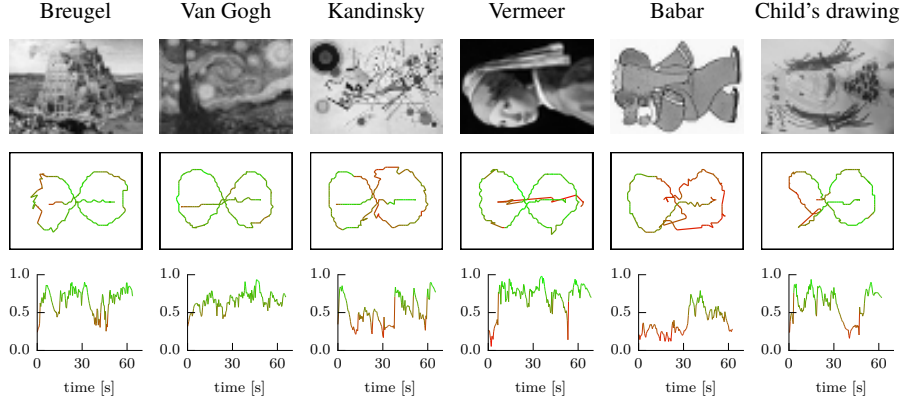 Breugel Van Gogh Kandinsky Vermeer Babar Child's drawing
1.0 1.0 1.0 1.0 1.0 1.0
0.5 0.5 0.5 0.5 0.5 0.5
0.0 0.0 0.0 0.0 0.0 0.0
0 30 60 0 30 60 0 30 60 0 30 60 0 30 60 0 30 60
time [s] time [s] time [s] time [s] time [s] time [s]